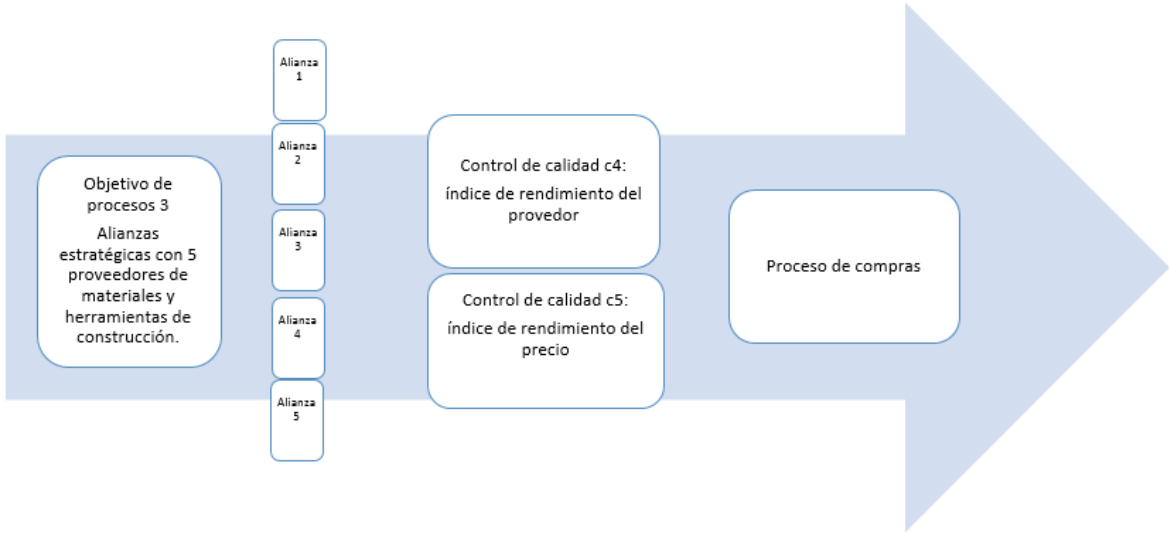 Objetivo de
procesos 3
Alianzas
estratégicas con 5
proveedores de
materiales y
herramientas de
construcción.
Alianza
1
Alianza
2
Alianza
3
Alianza
4
Alianza
5
Control de calidad c4:
índice de rendimiento del
provedor
Control de calidad c5:
índice de rendimiento del
precio
Proceso de compras